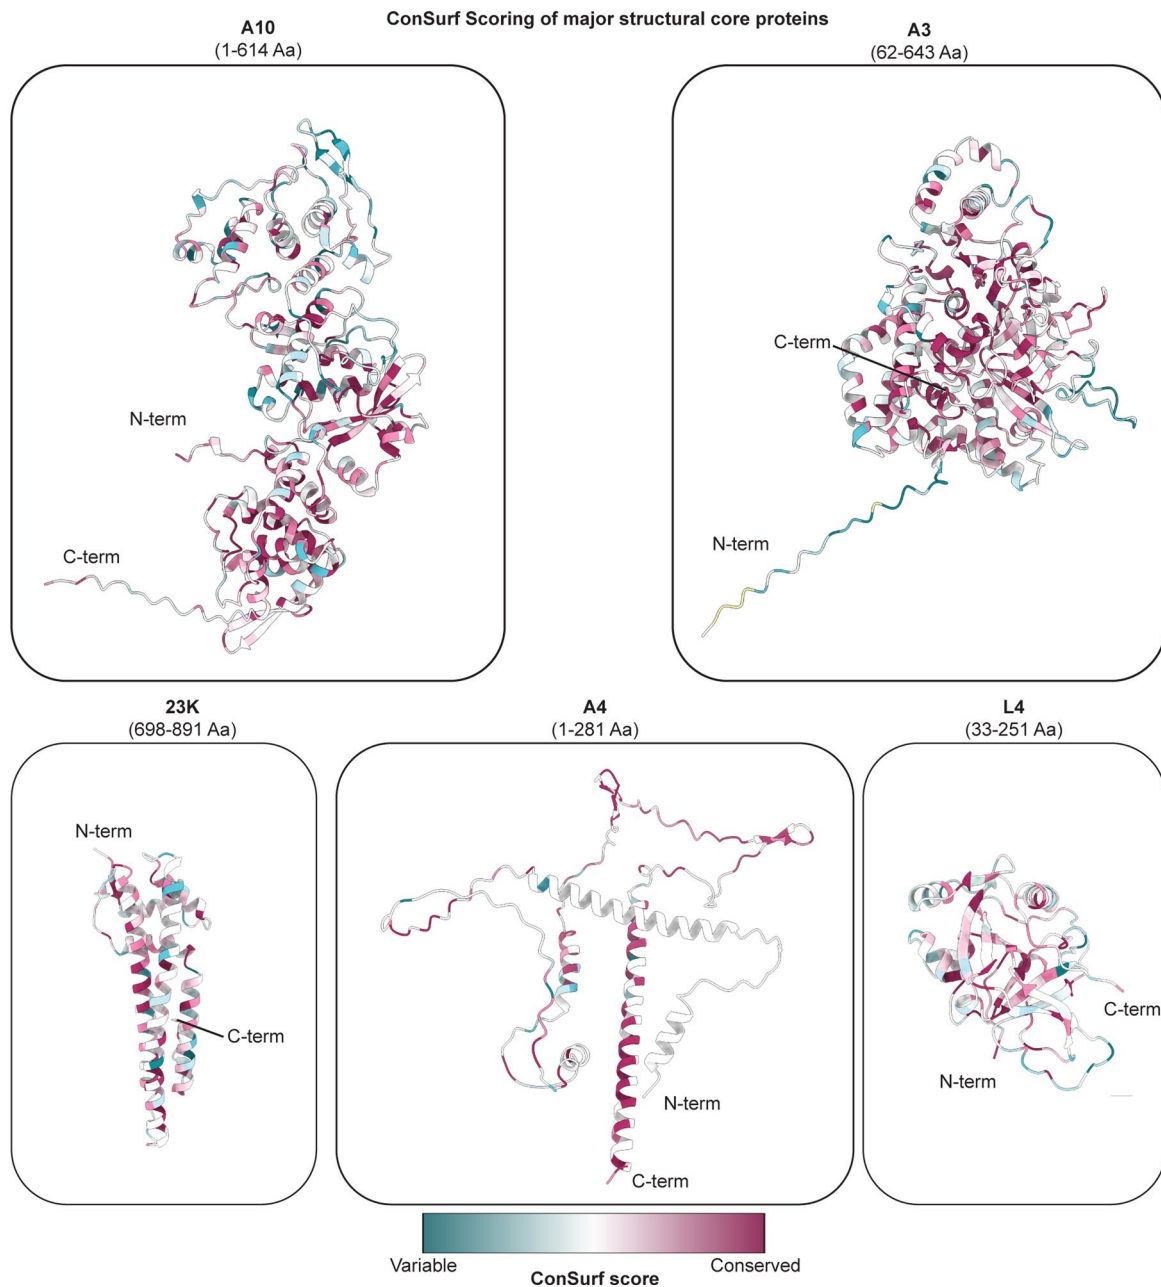 ConSurf Scoring of major structural core proteins
A10
(1-614 Aa)
A3
(62-643 Aa)
N-term
C-term
C-term
N-term
23K
(698-891 Aa)
A4
(1-281 Aa)
L4
(33-251 Aa)
N-term
C-term
N-term
C-term
C-term
N-term
Variable
Conserved
ConSurf score